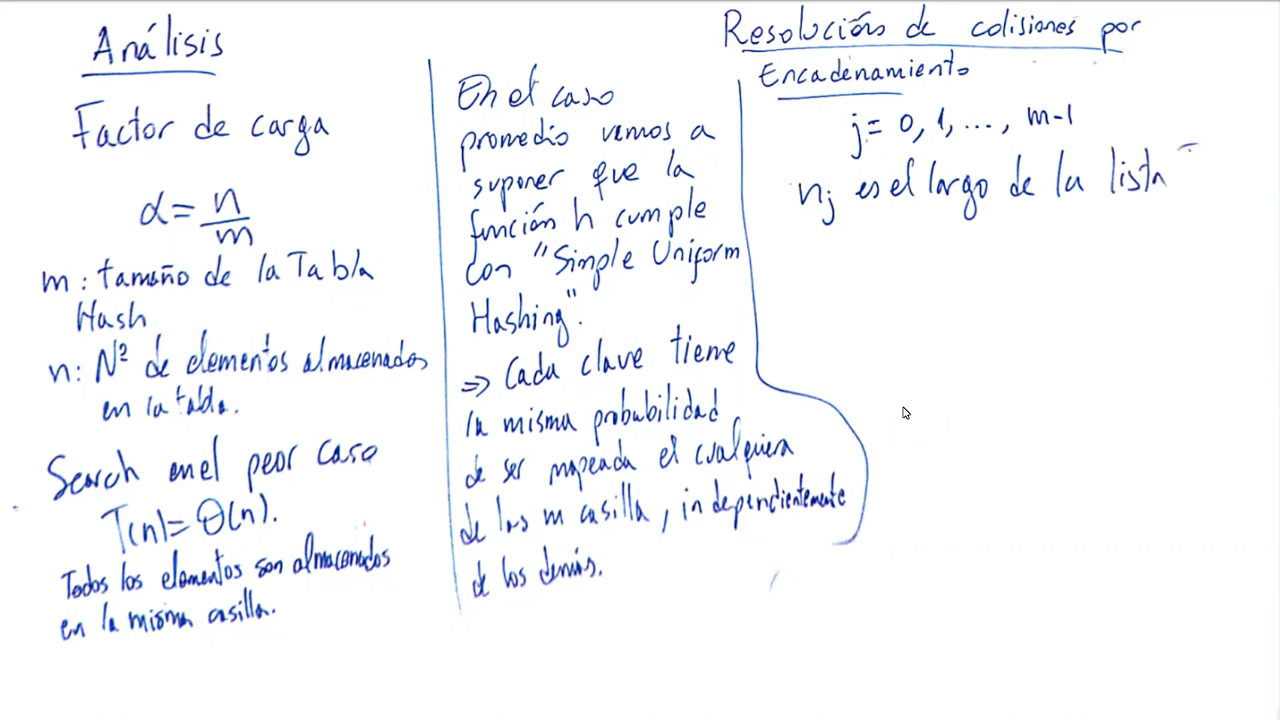 Análisis
Factor de carga
α = n/m
m: tamaño de la Tabla
Hash
n: Nº de elementos almacenados
en la tabla.
Search en el peor caso
T(n) = Θ(n).
Todos los elementos son almacenados
en la misma casilla.
En el caso
promedio vamos a
suponer que la
función h cumple
con "Simple Uniform
Hashing".
⇒ Cada clave tiene
la misma probabilidad
de ser mapeada el cualquiera
de las m casilla, independientemente
de los demás.
Resolución de colisiones por
Encadenamiento
j = 0, 1, ..., m-1
nj es el largo de la lista